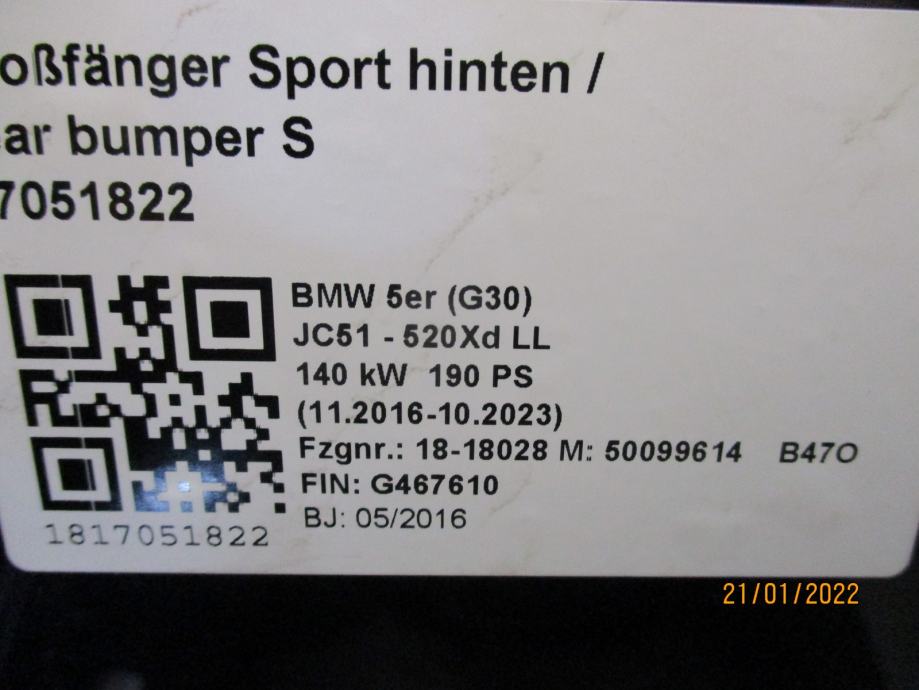 oßfänger Sport hinten /
ear bumper S
7051822
BMW 5er (G30)
JC51 - 520Xd LL
140 kW 190 PS
(11.2016-10.2023)
Fzgnr.: 18-18028 M: 50099614 B47O
FIN: G467610
BJ: 05/2016
1817051822
21/01/2022